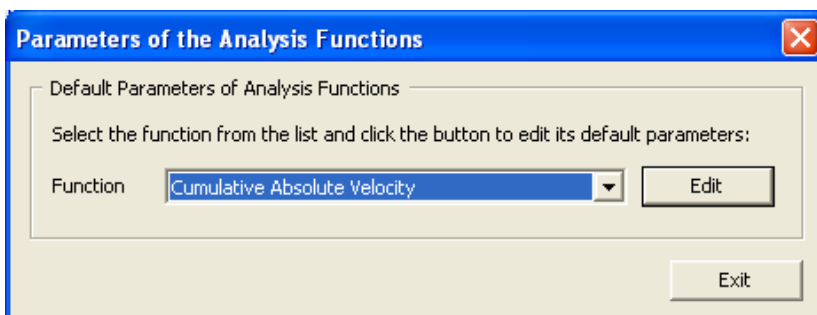 Parameters of the Analysis Functions
Default Parameters of Analysis Functions
Select the function from the list and click the button to edit its default parameters:
Function Cumulative Absolute Velocity Edit
Exit